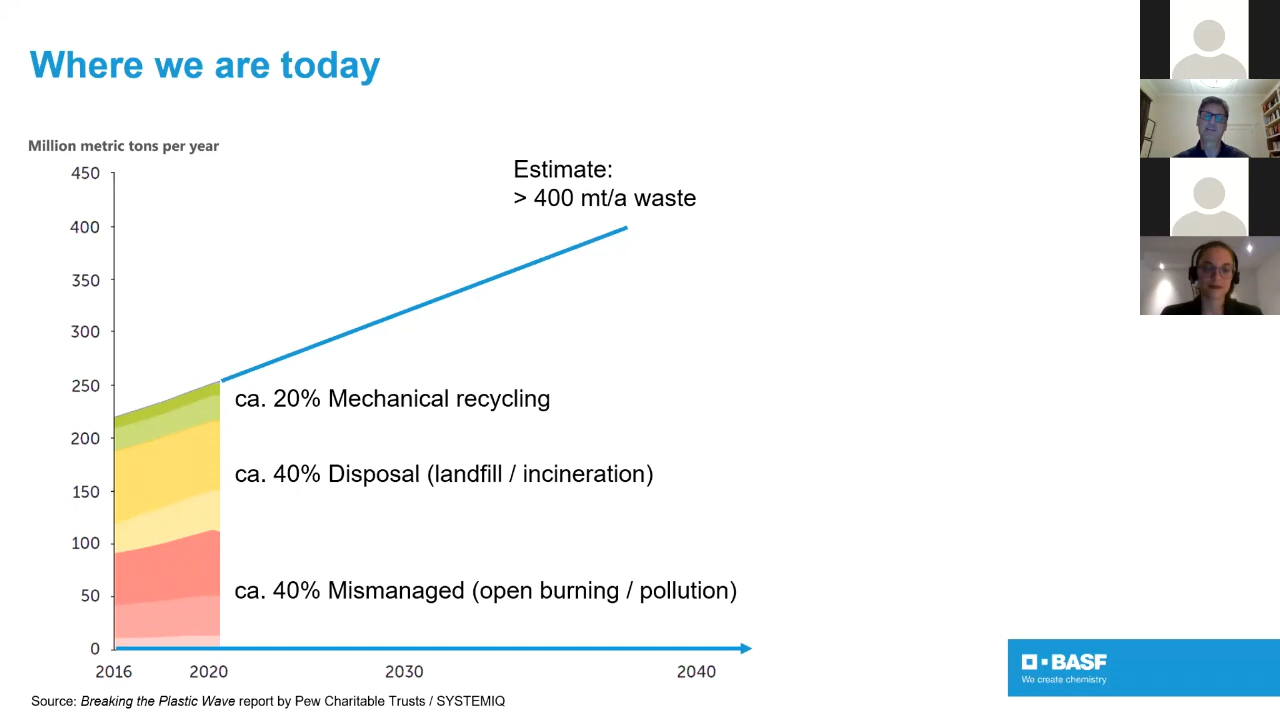 Where we are today
Million metric tons per year
Estimate:
> 400 mt/a waste
450
400
350
300
250
200
150
100
50
0
ca. 20% Mechanical recycling
ca. 40% Disposal (landfill / incineration)
ca. 40% Mismanaged (open burning / pollution)
2016 2020 2030 2040
Source: Breaking the Plastic Wave report by Pew Charitable Trusts / SYSTEMIQ
BASF
We create chemistry